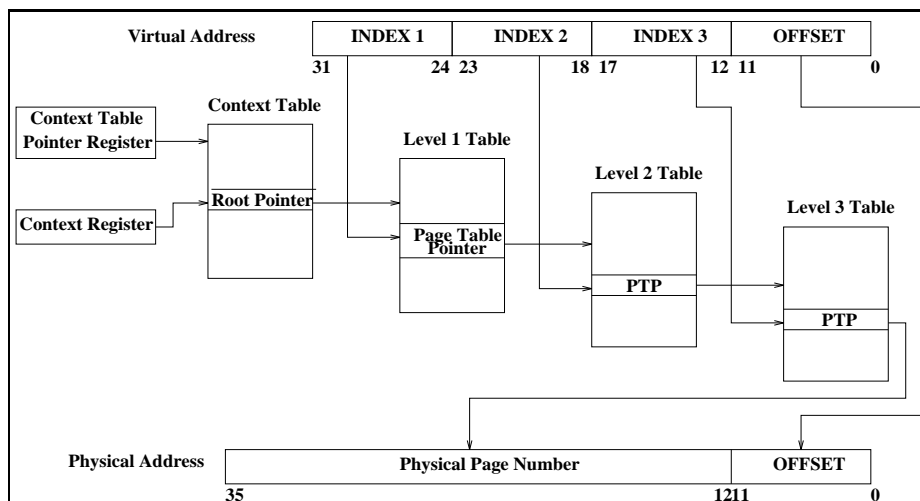 Virtual Address
INDEX 1 INDEX 2 INDEX 3 OFFSET
31 24 23 18 17 12 11 0
Context Table
Context Table
Pointer Register
Level 1 Table
Level 2 Table
Root Pointer
Level 3 Table
Context Register
Page Table
Pointer
PTP
PTP
Physical Address
Physical Page Number OFFSET
35 1211 0